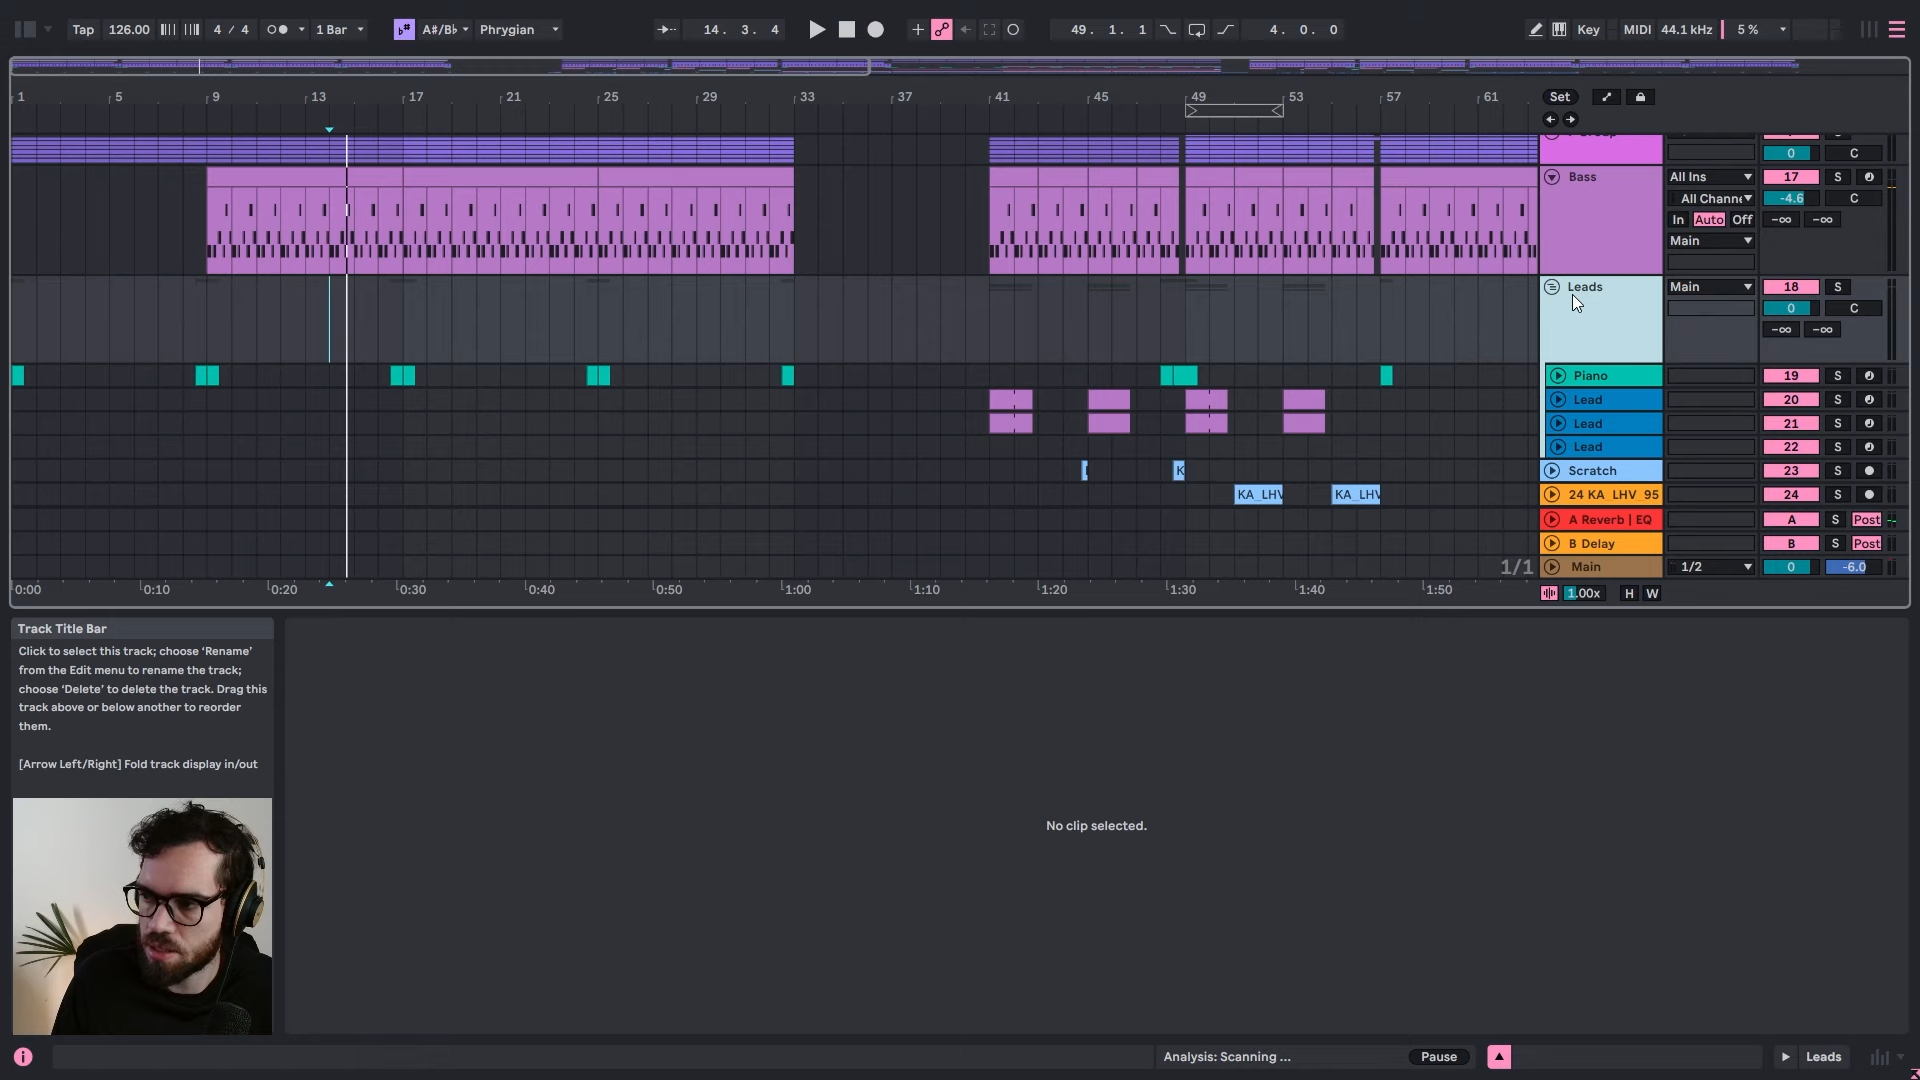 Tap 126.00 4 / 4 1 Bar A#/B♭ Phrygian 14. 3. 4 49. 1. 1 4. 0. 0 Key MIDI 44.1 kHz 5 %
1 5 9 13 17 21 25 29 33 37 41 45 49 53 57 61 Set
0 C
Bass All Ins 17 S
All Channe -4.6 C
In Auto Off -∞ -∞
Main
Leads Main 18 S
0 C
-∞ -∞
Piano 19 S
Lead 20 S
Lead 21 S
Lead 22 S
K Scratch 23 S
KA_LHV KA_LHV 24 KA LHV 95 24 S
A Reverb | EQ A S Post
B Delay B S Post
1/1 Main 1/2 0 -6.0
0:00 0:10 0:20 0:30 0:40 0:50 1:00 1:10 1:20 1:30 1:40 1:50 1.00x H W
Track Title Bar
Click to select this track; choose ‘Rename’
from the Edit menu to rename the track;
choose ‘Delete’ to delete the track. Drag this
track above or below another to reorder
them.
[Arrow Left/Right] Fold track display in/out
No clip selected.
Analysis: Scanning ... Pause Leads